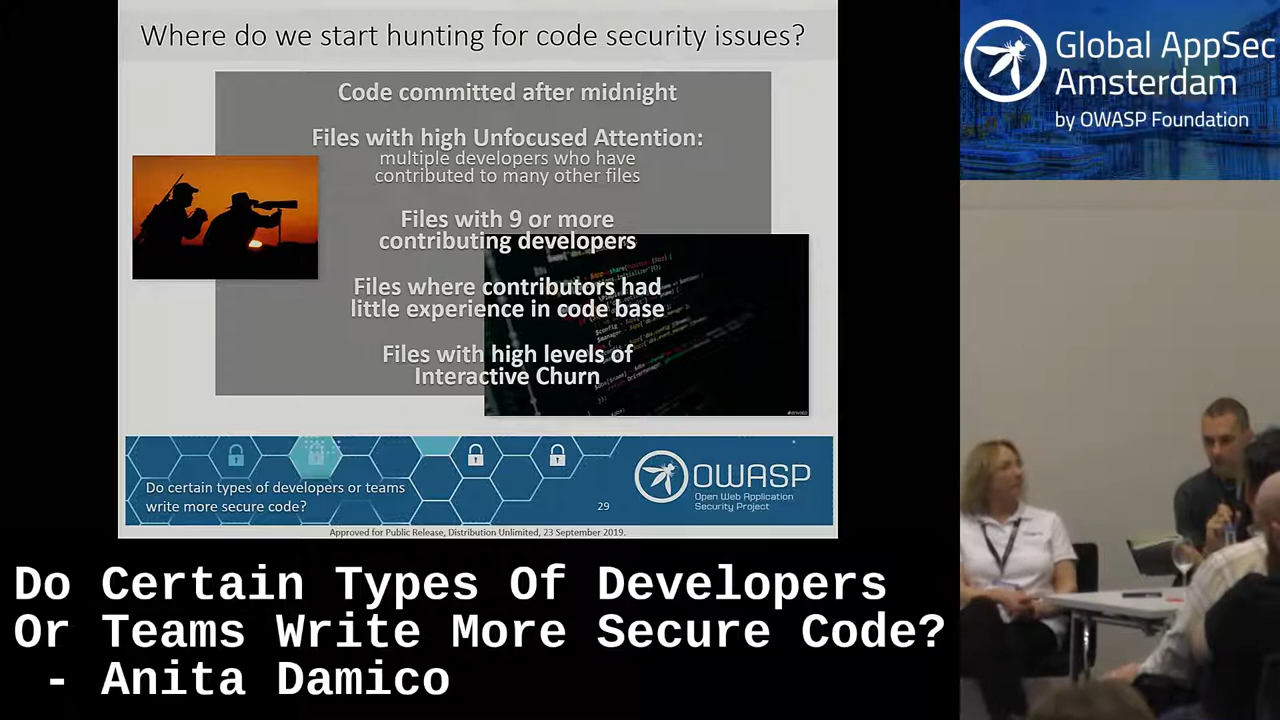 Where do we start hunting for code security issues?
Code committed after midnight
Files with high Unfocused Attention:
multiple developers who have
contributed to many other files
Files with 9 or more
contributing developers
Files where contributors had
little experience in code base
Files with high levels of
Interactive Churn
Do certain types of developers or teams
write more secure code?
29
OWASP
Open Web Application
Security Project
Approved for Public Release, Distribution Unlimited, 23 September 2019.
Global AppSec
Amsterdam
by OWASP Foundation
Do Certain Types Of Developers
Or Teams Write More Secure Code?
- Anita Damico